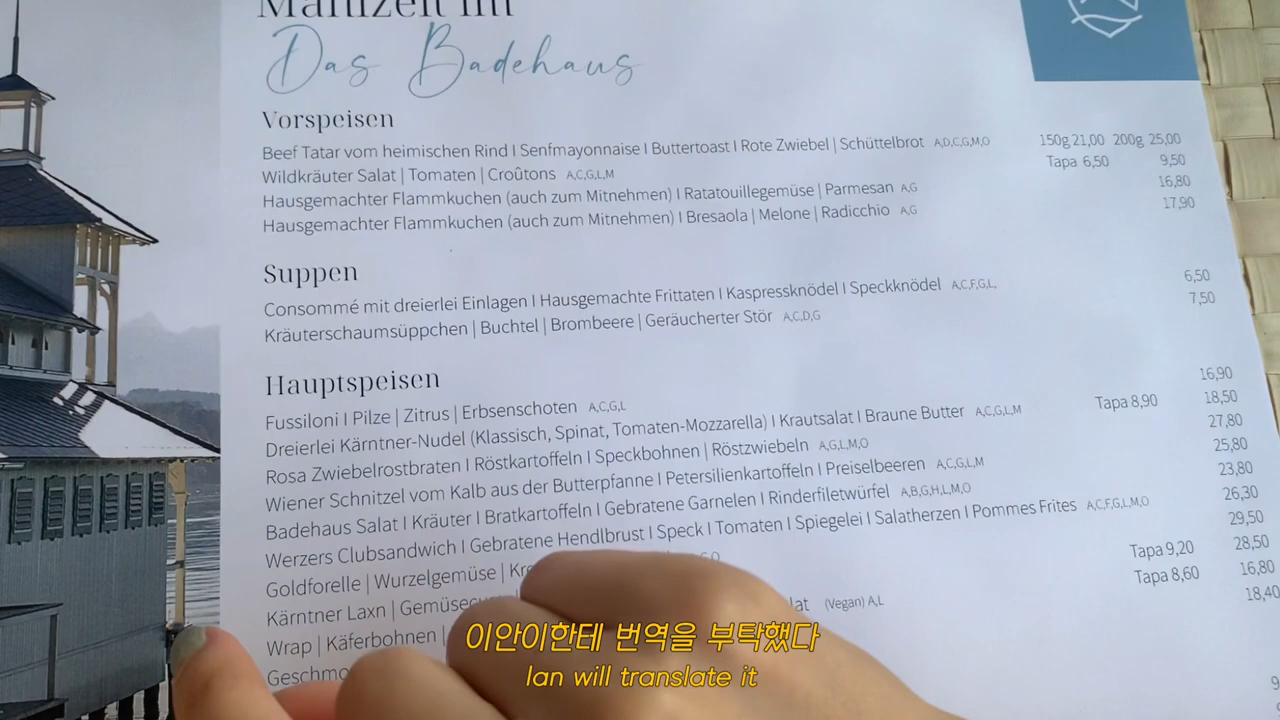 Mahlzeit im
Das Badehaus
Vorspeisen
Beef Tatar vom heimischen Rind I Senfmayonnaise I Buttertoast I Rote Zwiebel | Schüttelbrot A,D,C,G,M,O 150g 21,00 200g 25,00
Wildkräuter Salat | Tomaten | Croûtons A,C,G,L,M Tapa 6,50 9,50
Hausgemachter Flammkuchen (auch zum Mitnehmen) I Ratatouillegemüse | Parmesan A,G 16,80
Hausgemachter Flammkuchen (auch zum Mitnehmen) I Bresaola | Melone | Radicchio A,G 17,90
Suppen
Consommé mit dreierlei Einlagen I Hausgemachte Frittaten I Kaspressknödel I Speckknödel A,C,F,G,L, 6,50
Kräuterschaumsüppchen | Buchtel | Brombeere | Geräucherter Stör A,C,D,G 7,50
Hauptspeisen
Fussiloni I Pilze | Zitrus | Erbsenschoten A,C,G,L 16,90
Dreierlei Kärntner-Nudel (Klassisch, Spinat, Tomaten-Mozzarella) I Krautsalat I Braune Butter A,C,G,L,M Tapa 8,90 18,50
Rosa Zwiebelrostbraten I Röstkartoffeln I Speckbohnen | Röstzwiebeln A,G,L,M,O 27,80
Wiener Schnitzel vom Kalb aus der Butterpfanne I Petersilienkartoffeln I Preiselbeeren A,C,G,L,M 25,80
Badehaus Salat I Kräuter I Bratkartoffeln I Gebratene Garnelen I Rinderfiletwürfel A,B,G,H,L,M,O 23,80
Werzers Clubsandwich I Gebratene Hendlbrust I Speck I Tomaten I Spiegelei I Salatherzen I Pommes Frites A,C,F,G,L,M,O 26,30
Goldforelle | Wurzelgemüse | Kre G,O 29,50
Kärntner Laxn | Gemüsecu Tapa 9,20 28,50
Wrap | Käferbohnen | lat (Vegan) A,L Tapa 8,60 16,80
Geschmo 18,40
이안이한테 번역을 부탁했다
Ian will translate it